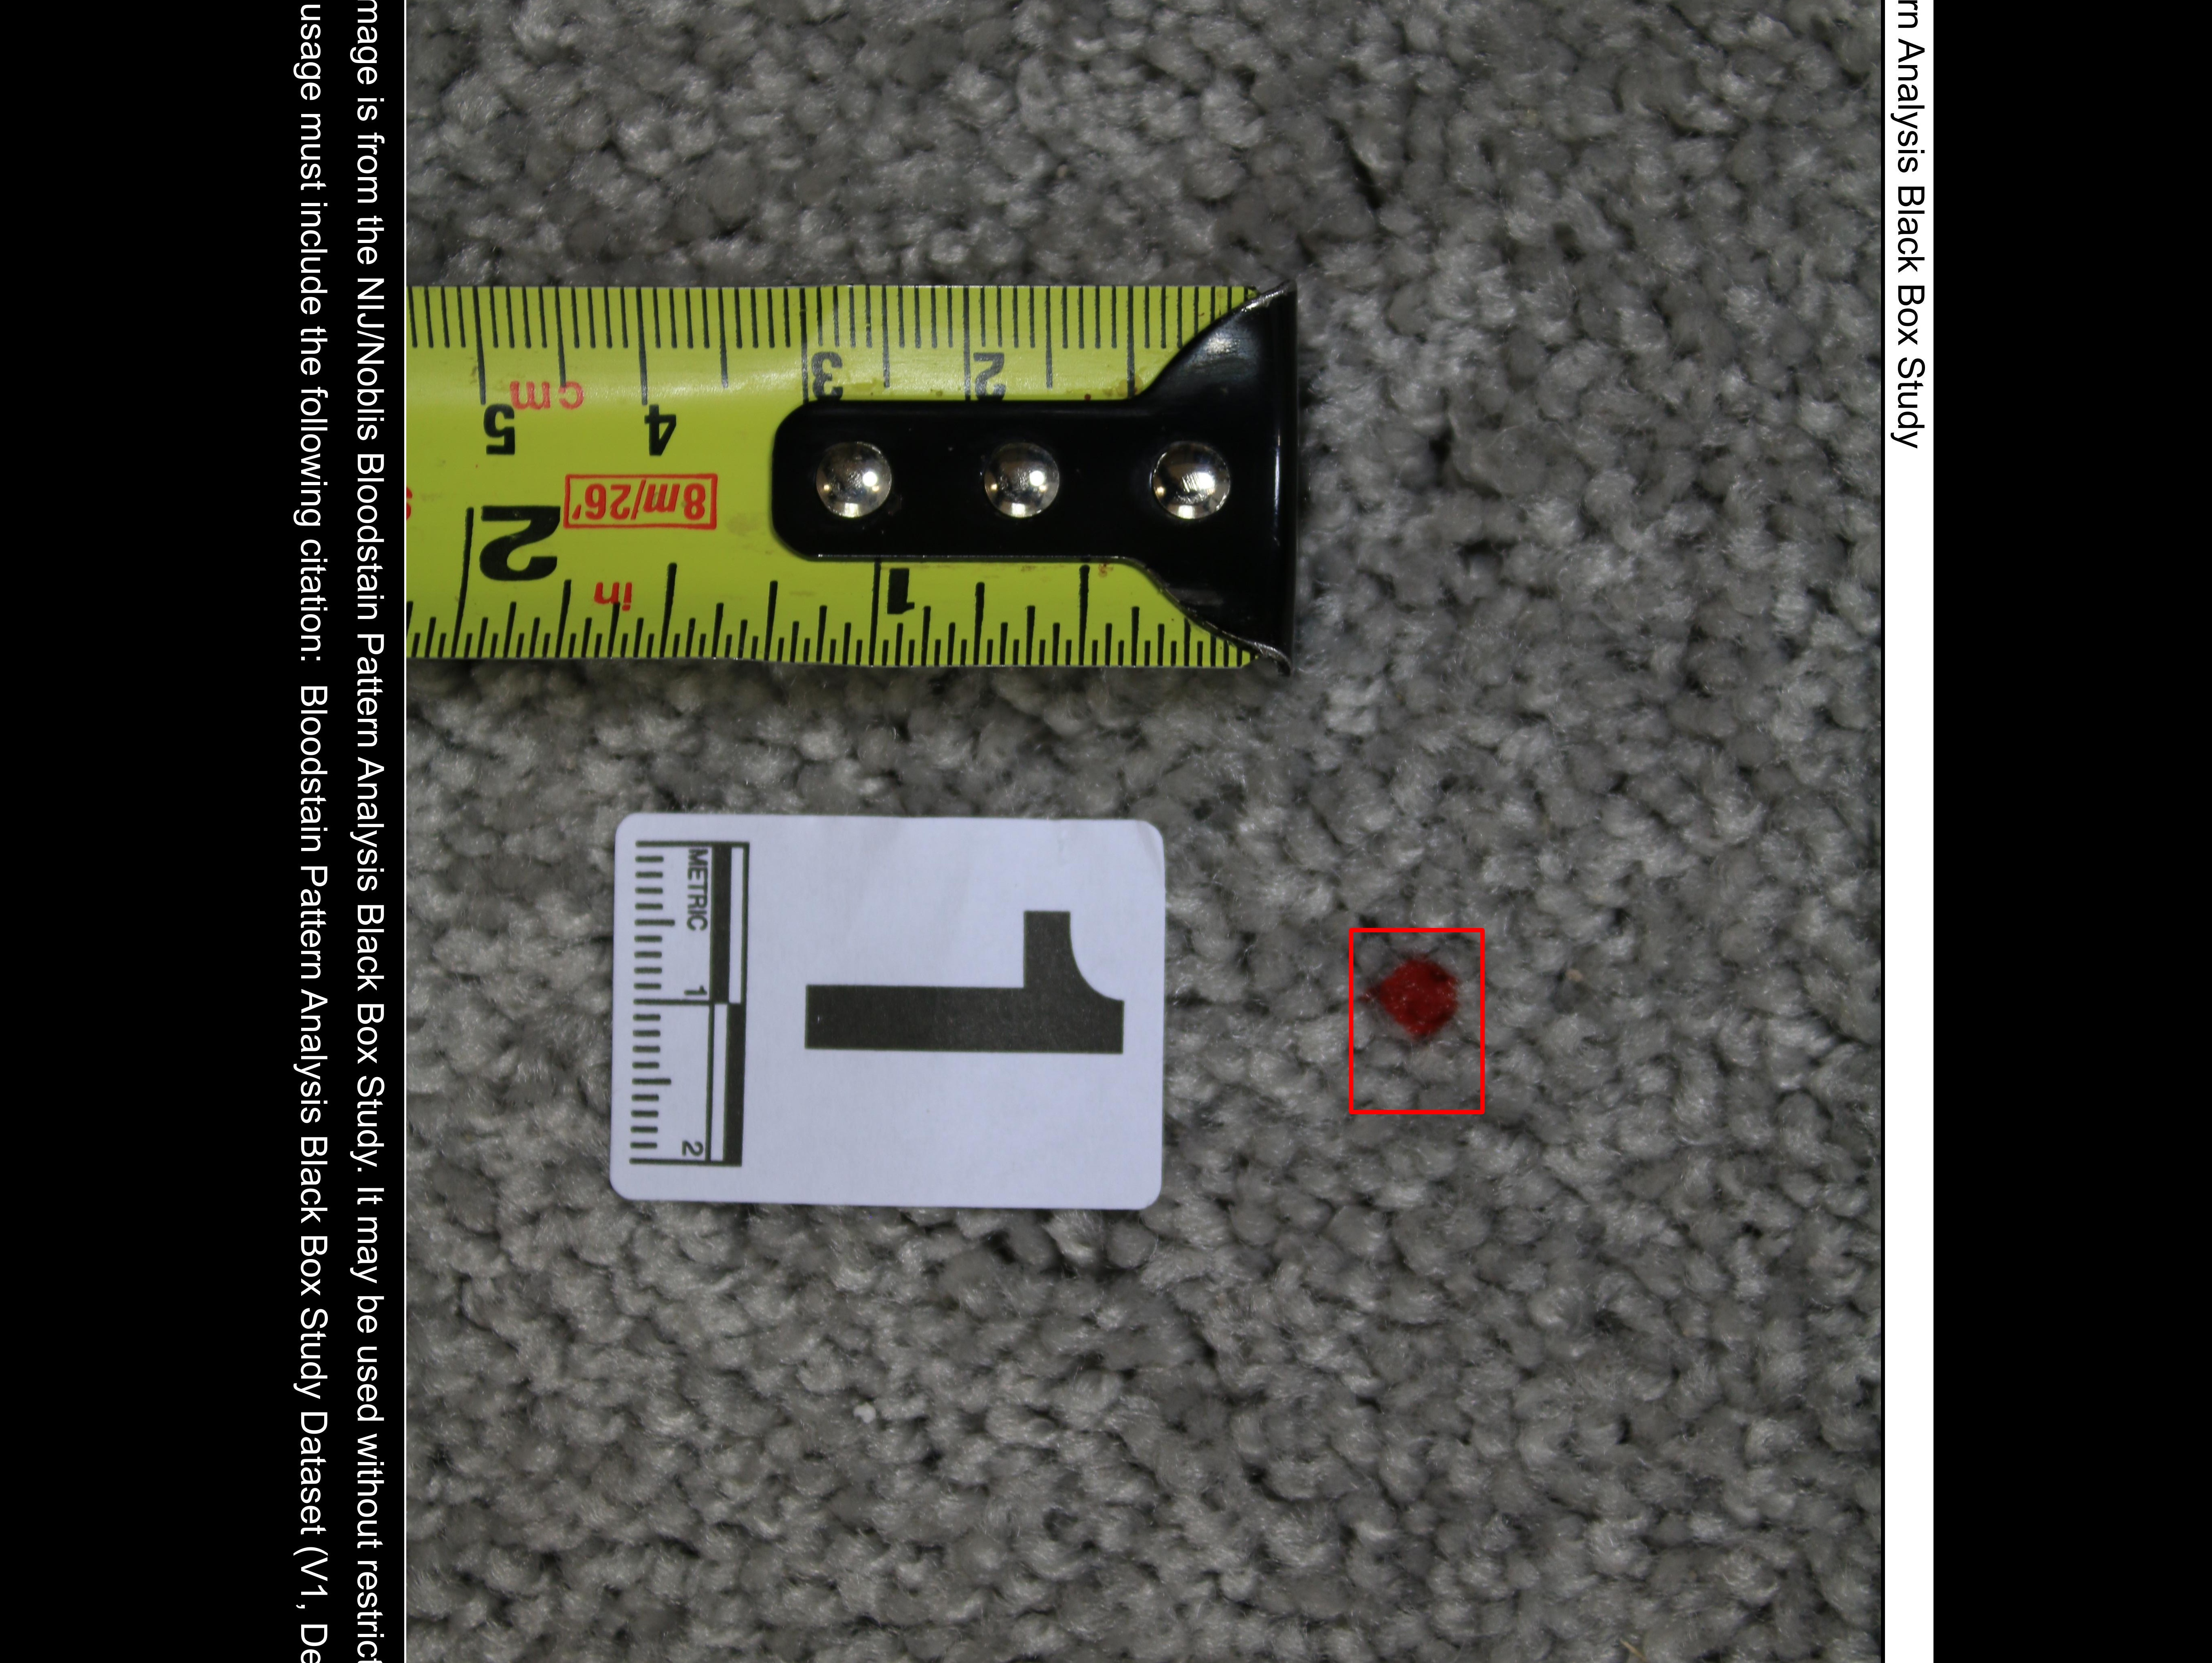 rn Analysis Black Box Study
cm
2
3
4
5
8m/26'
in
1
2
METRIC
1
2
1
mage is from the NIJ/Noblis Bloodstain Pattern Analysis Black Box Study. It may be used without restrict
usage must include the following citation: Bloodstain Pattern Analysis Black Box Study Dataset (V1, De